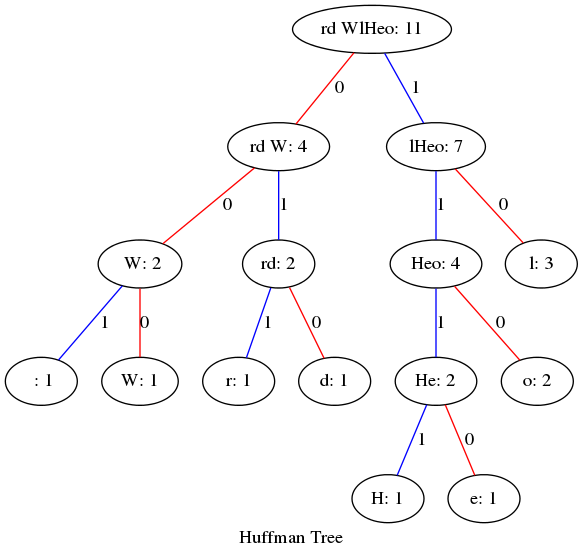 rd WlHeo: 11
0
1
rd W: 4
lHeo: 7
0
1
1
0
 W: 2
rd: 2
Heo: 4
l: 3
1
0
1
0
1
0
 : 1
W: 1
r: 1
d: 1
He: 2
o: 2
1
0
H: 1
e: 1
Huffman Tree